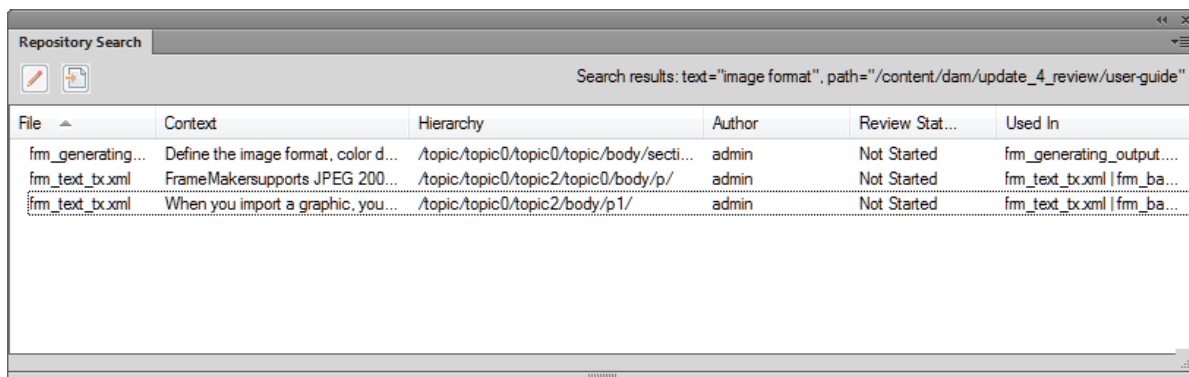 Repository Search
Search results: text="image format", path="/content/dam/update_4_review/user-guide"
File Context Hierarchy Author Review Stat... Used In
frm_generating... Define the image format, color d... /topic/topic0/topic0/topic/body/secti... admin Not Started frm_generating_output....
frm_text_tx.xml FrameMakersupports JPEG 200... /topic/topic0/topic2/topic0/body/p/ admin Not Started frm_text_tx.xml | frm_ba...
frm_text_tx.xml When you import a graphic, you... /topic/topic0/topic2/body/p1/ admin Not Started frm_text_tx.xml | frm_ba...